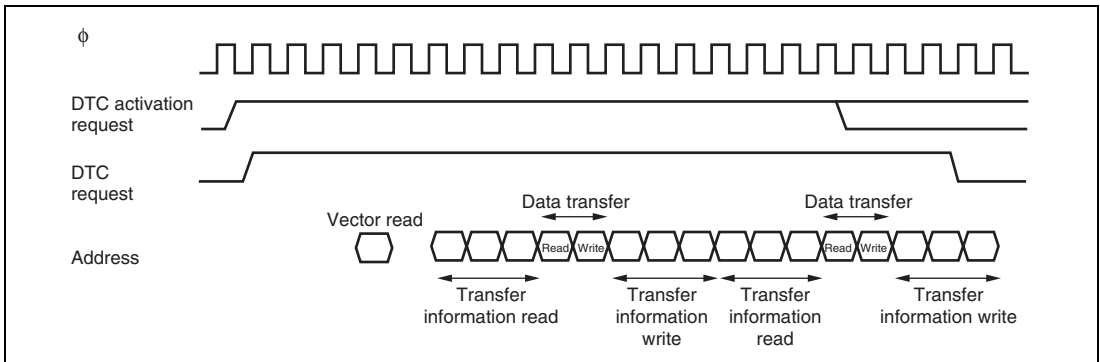 ϕ
DTC activation
request
DTC
request
Data transfer
Data transfer
Vector read
Address
Read
Write
Read
Write
Transfer
information read
Transfer
information
write
Transfer
information
read
Transfer
information write